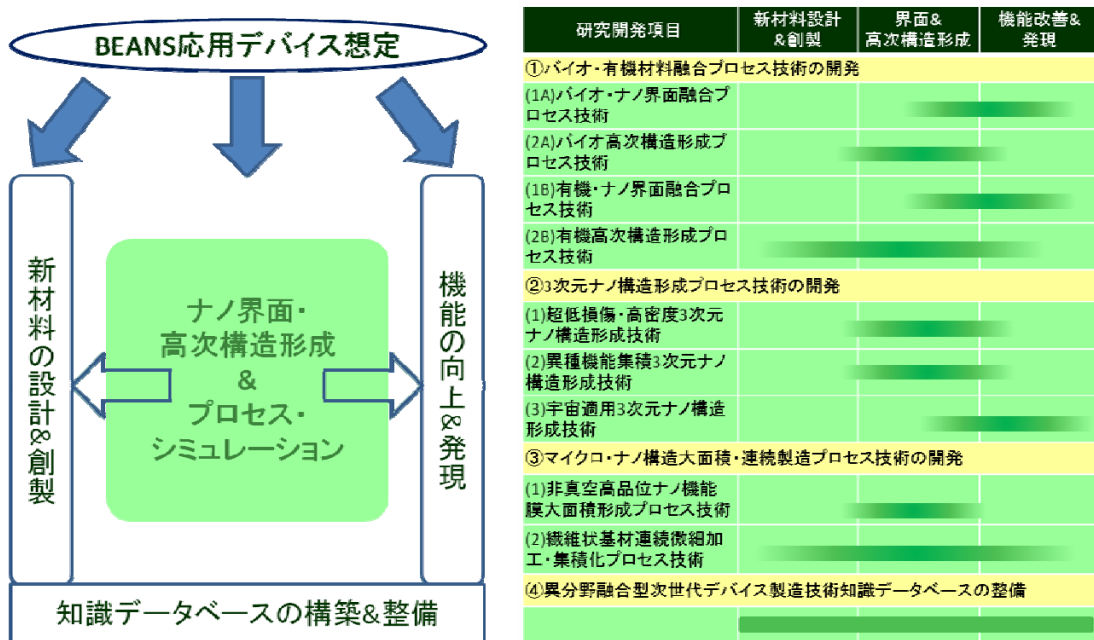 BEANS応用デバイス想定
新材料の設計&創製
ナノ界面・
高次構造形成
&
プロセス・
シミュレーション
機能の向上&発現
知識データベースの構築&整備
研究開発項目
新材料設計
&創製
界面&
高次構造形成
機能改善&
発現
①バイオ・有機材料融合プロセス技術の開発
(1A)バイオ・ナノ界面融合プ
ロセス技術
(2A)バイオ高次構造形成プ
ロセス技術
(1B)有機・ナノ界面融合プロ
セス技術
(2B)有機高次構造形成プロ
セス技術
②3次元ナノ構造形成プロセス技術の開発
(1)超低損傷・高密度3次元
ナノ構造形成技術
(2)異種機能集積3次元ナノ
構造形成技術
(3)宇宙適用3次元ナノ構造
形成技術
③マイクロ・ナノ構造大面積・連続製造プロセス技術の開発
(1)非真空高品位ナノ機能
膜大面積形成プロセス技術
(2)繊維状基材連続微細加
工・集積化プロセス技術
④異分野融合型次世代デバイス製造技術知識データベースの整備